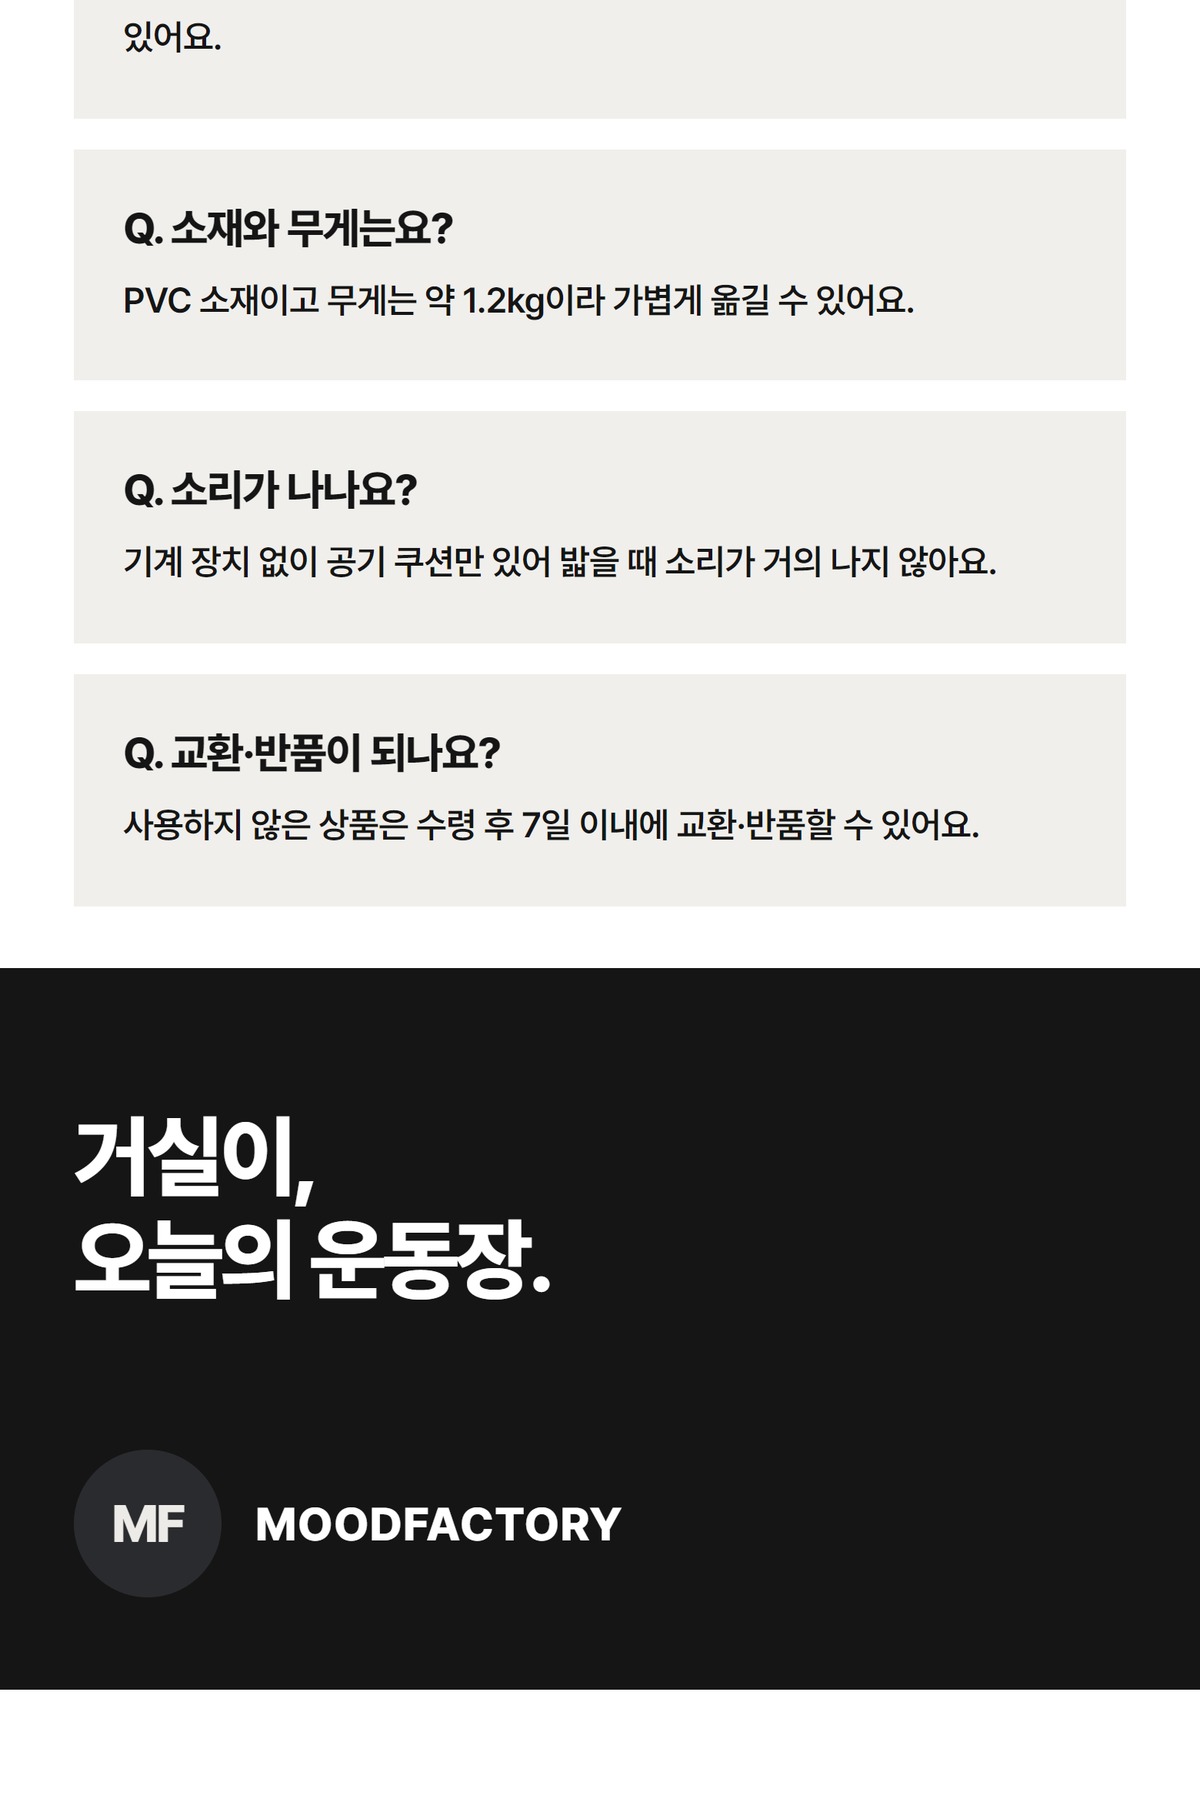 있어요.
Q. 소재와 무게는요?
PVC 소재이고 무게는 약 1.2kg이라 가볍게 옮길 수 있어요.
Q. 소리가 나나요?
기계 장치 없이 공기 쿠션만 있어 밟을 때 소리가 거의 나지 않아요.
Q. 교환·반품이 되나요?
사용하지 않은 상품은 수령 후 7일 이내에 교환·반품할 수 있어요.
거실이,
오늘의 운동장.
MF MOODFACTORY